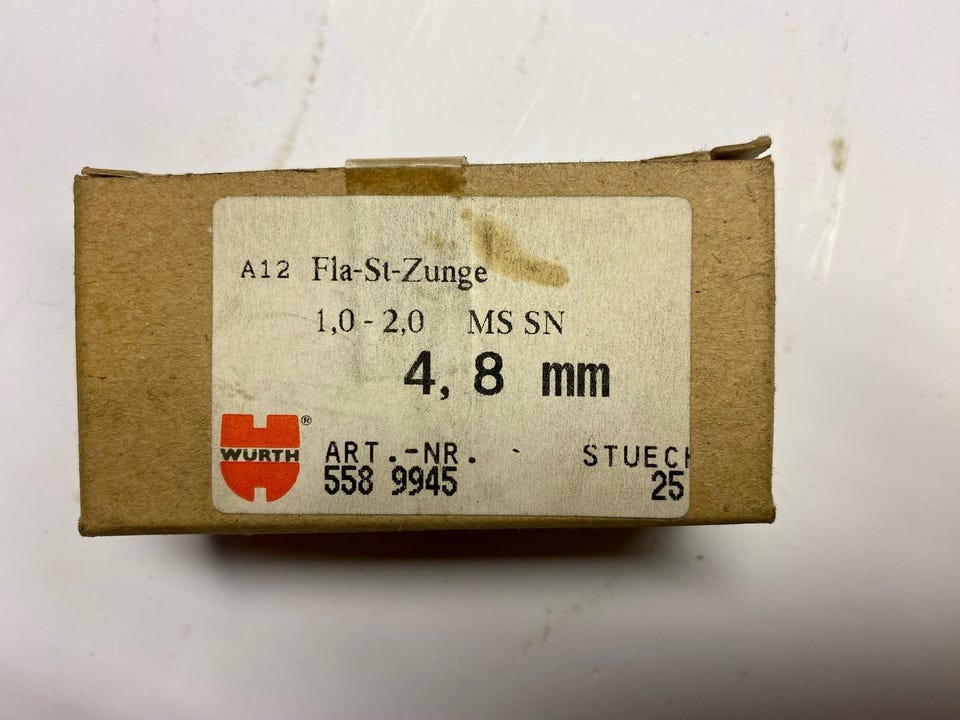 A12 Fla-St-Zunge
1,0 - 2,0 MS SN
4,8 mm
WURTH®
ART.-NR. STUECK
558 9945 25